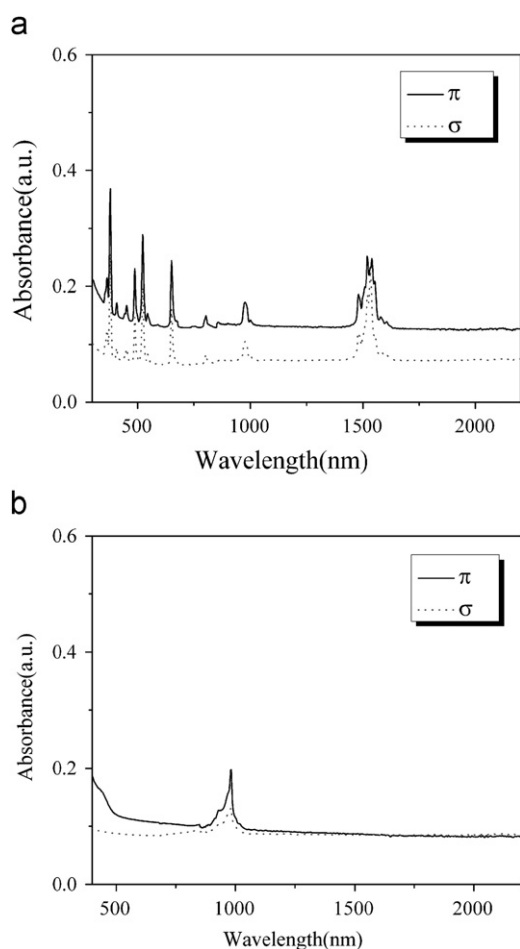 a
0.6
π
σ
0.4
0.2
0.0
Absorbance(a.u.)
500 1000 1500 2000
Wavelength(nm)
b
0.6
π
σ
0.4
0.2
0.0
Absorbance(a.u.)
500 1000 1500 2000
Wavelength(nm)